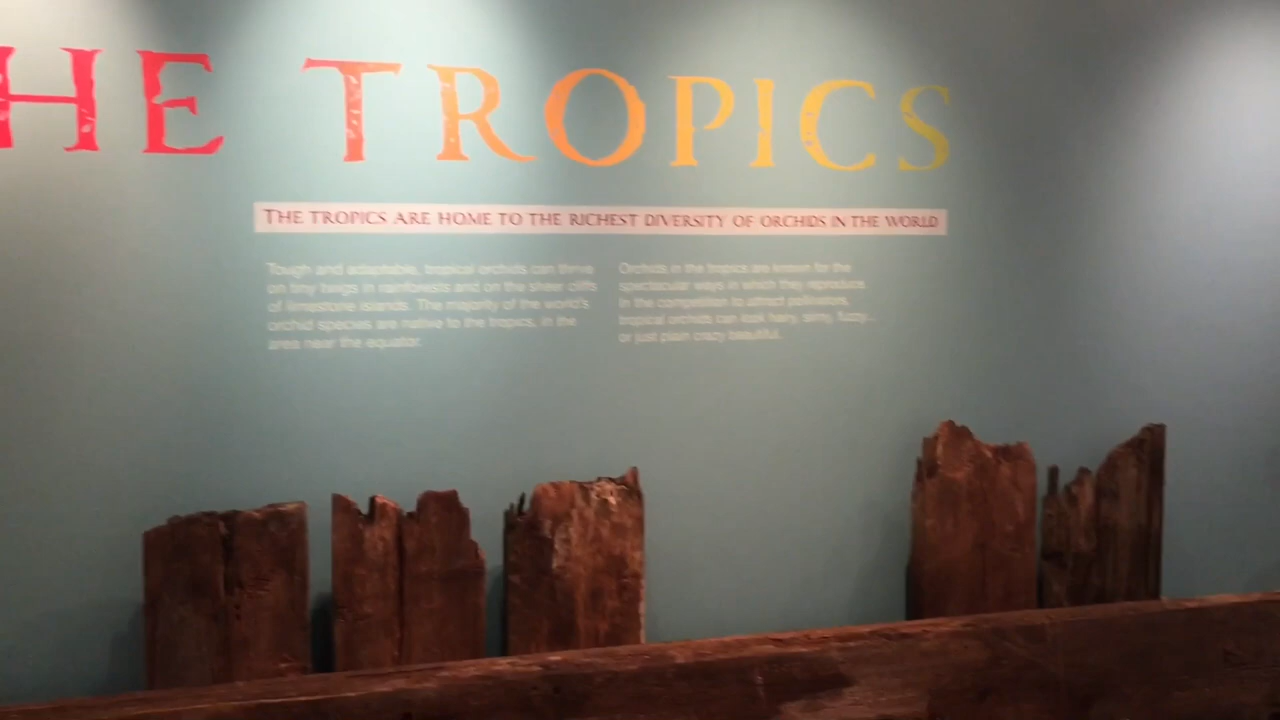 HE TROPICS
THE TROPICS ARE HOME TO THE RICHEST DIVERSITY OF ORCHIDS IN THE WORLD
Tough and adaptable, tropical orchids can thrive
on tiny twigs in rainforests and on the sheer cliffs
of limestone islands. The majority of the world's
orchid species are native to the tropics, in the
area near the equator.
Orchids in the tropics are known for the
spectacular ways in which they reproduce.
In the competition to attract pollinators,
tropical orchids can look hairy, slimy, fuzzy...
or just plain crazy beautiful.